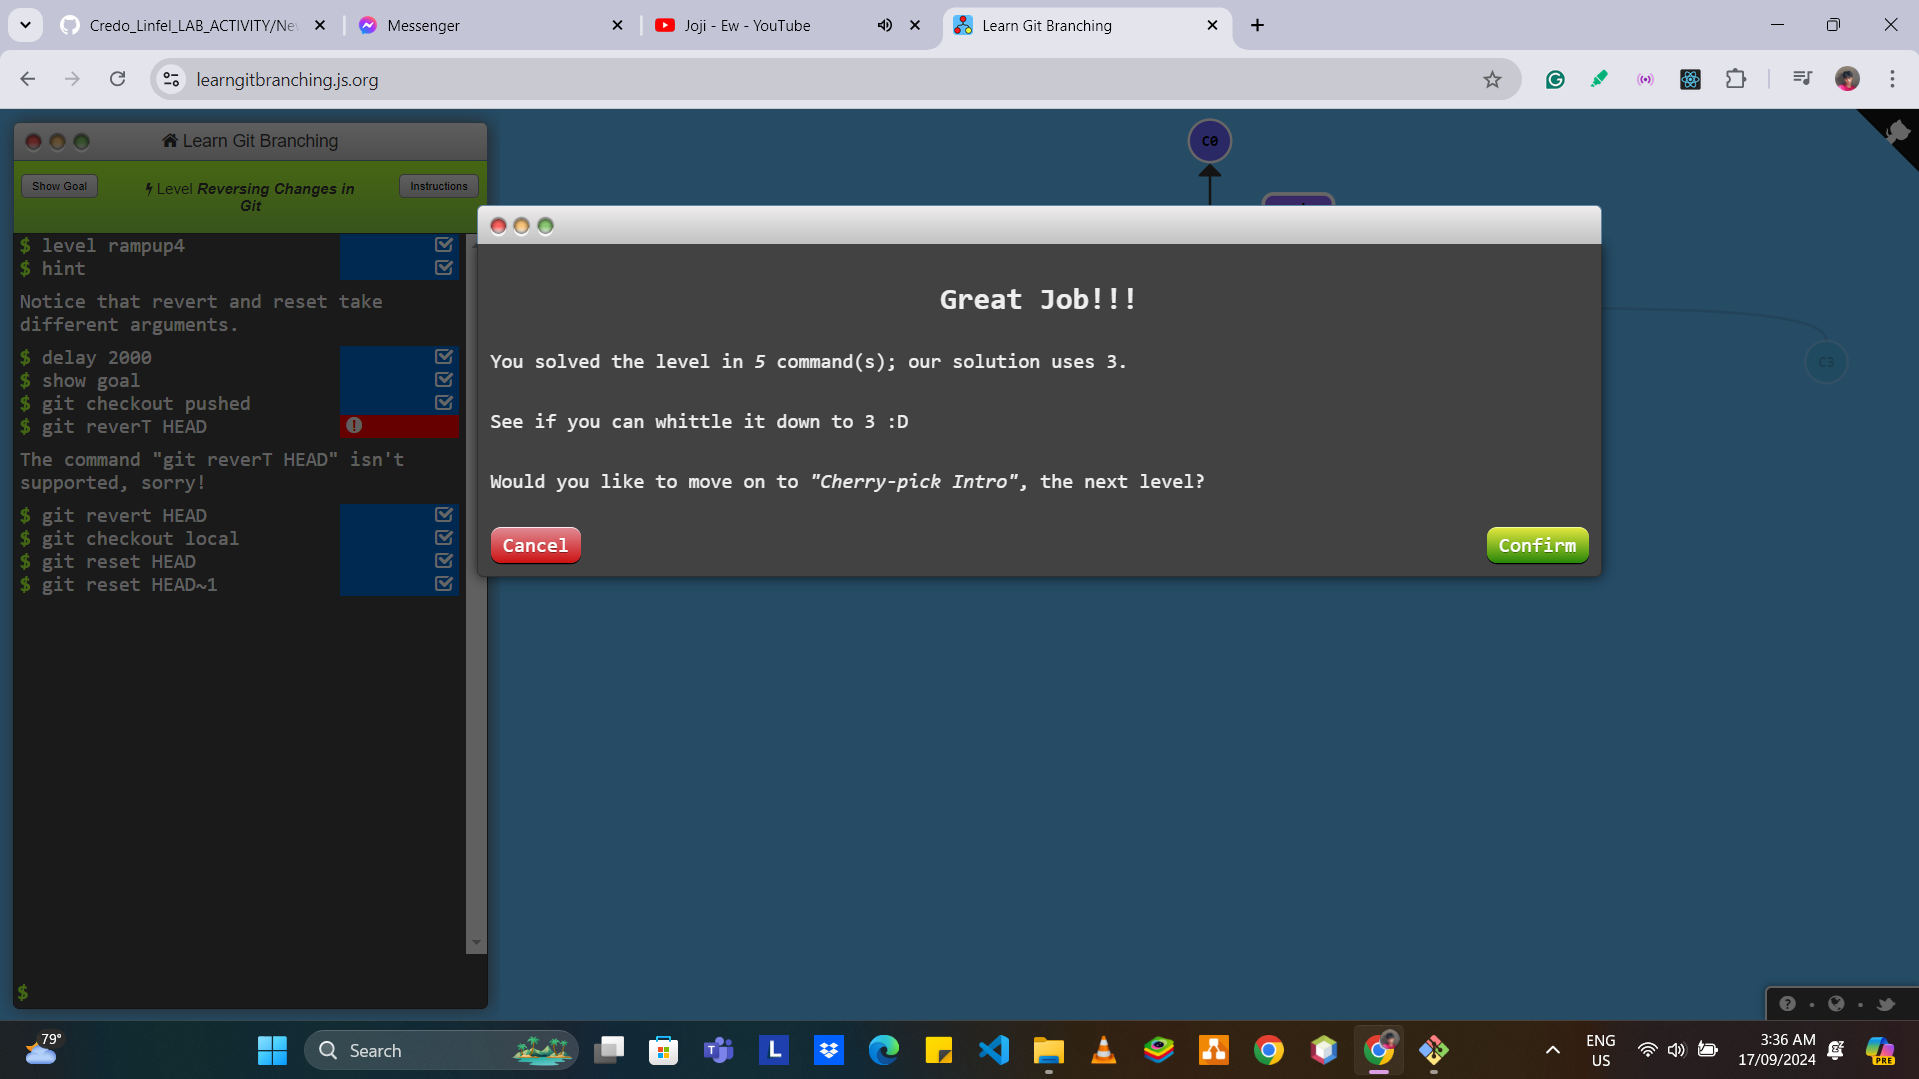 Credo_Linfel_LAB_ACTIVITY/Ne
Messenger
Joji - Ew - YouTube
Learn Git Branching
learngitbranching.js.org
Learn Git Branching
Show Goal
Level Reversing Changes in
Git
Instructions
$ level rampup4
$ hint
Notice that revert and reset take
different arguments.
$ delay 2000
$ show goal
$ git checkout pushed
$ git reverT HEAD
The command "git reverT HEAD" isn't
supported, sorry!
$ git revert HEAD
$ git checkout local
$ git reset HEAD
$ git reset HEAD~1
$
C0
C3
Great Job!!!
You solved the level in 5 command(s); our solution uses 3.
See if you can whittle it down to 3 :D
Would you like to move on to "Cherry-pick Intro", the next level?
Cancel
Confirm
79°
Search
L
ENG
US
3:36 AM
17/09/2024
PRE